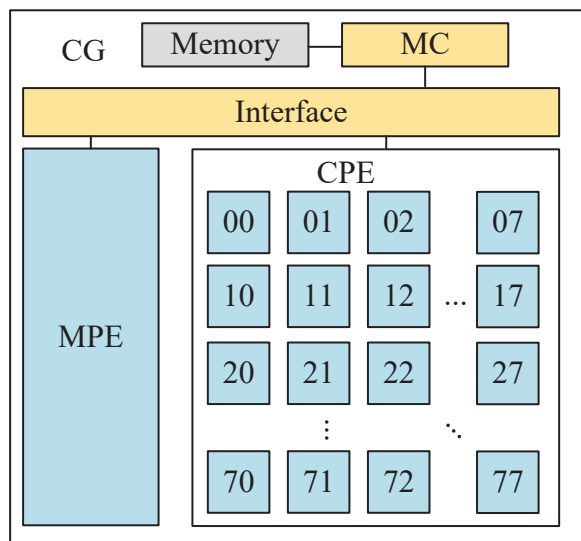 CG Memory MC
Interface
MPE
CPE
00 01 02 07
10 11 12 ... 17
20 21 22 27
⋮ ⋱
70 71 72 77